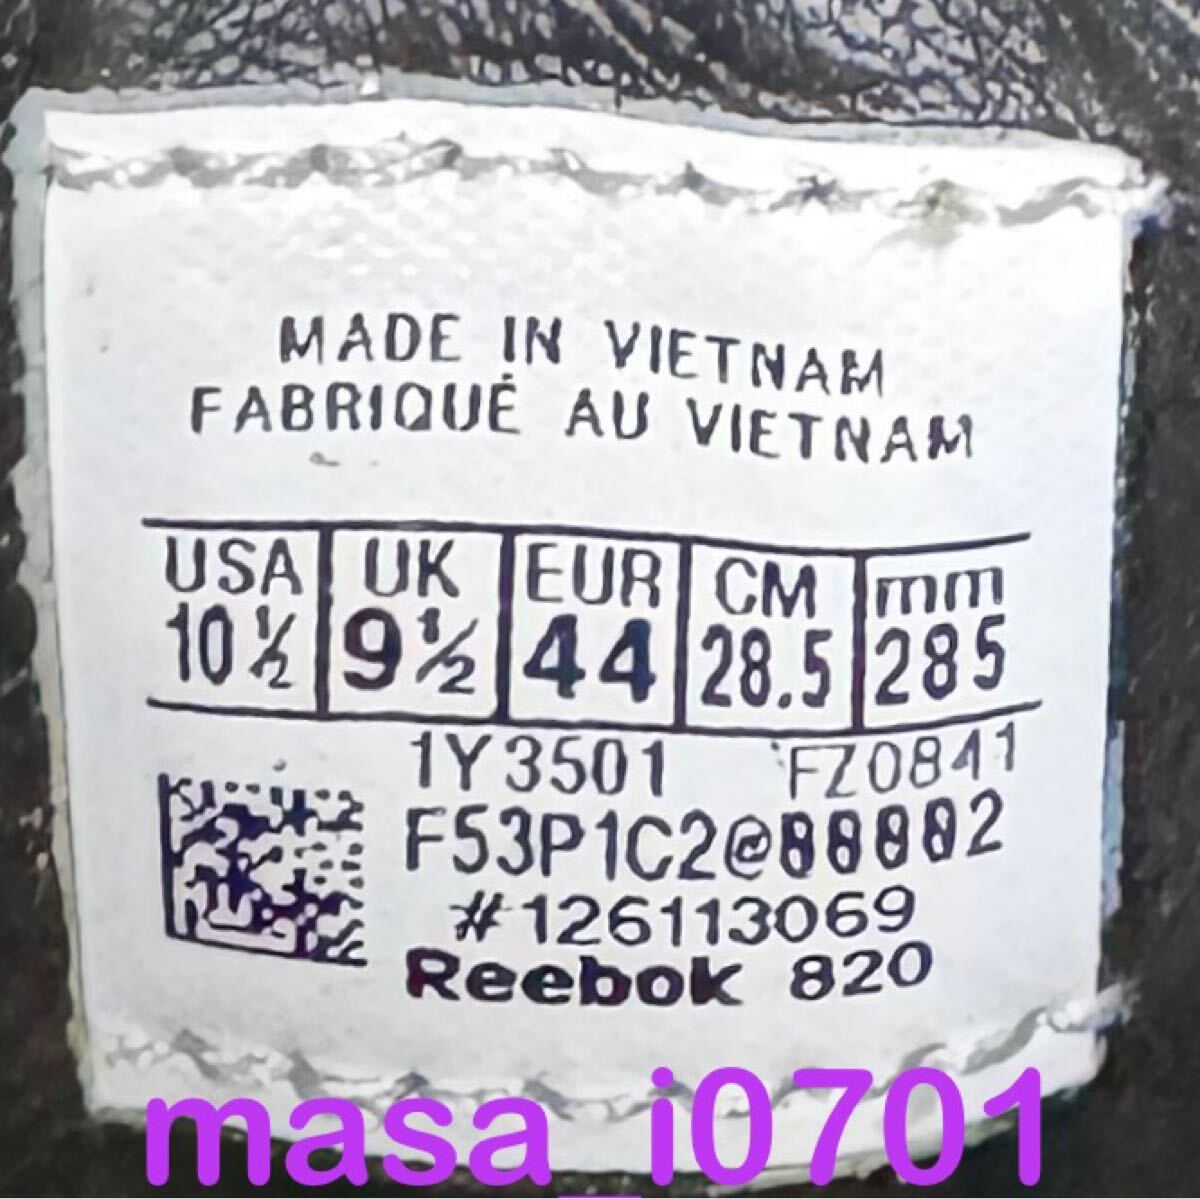 MADE IN VIETNAM
FABRIQUÉ AU VIETNAM
USA UK EUR CM mm
10½ 9½ 44 28.5 285
1Y3501 FZ0841
#126113069
Reebok 820
masa_i0701